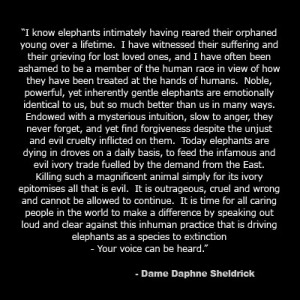 "I know elephants intimately having reared their orphaned
young over a lifetime.  I have witnessed their suffering and
their grieving for lost loved ones, and I have often been
ashamed to be a member of the human race in view of how
they have been treated at the hands of humans.  Noble,
powerful, yet inherently gentle elephants are emotionally
identical to us, but so much better than us in many ways.
Endowed with a mysterious intuition, slow to anger, they
never forget, and yet find forgiveness despite the unjust
and evil cruelty inflicted on them.  Today elephants are
dying in droves on a daily basis, to feed the infamous and
evil ivory trade fuelled by the demand from the East.
Killing such a magnificent animal simply for its ivory
epitomises all that is evil.  It is outrageous, cruel and wrong
and cannot be allowed to continue.  It is time for all caring
people in the world to make a difference by speaking out
loud and clear against this inhuman practice that is driving
elephants as a species to extinction
- Your voice can be heard."
- Dame Daphne Sheldrick